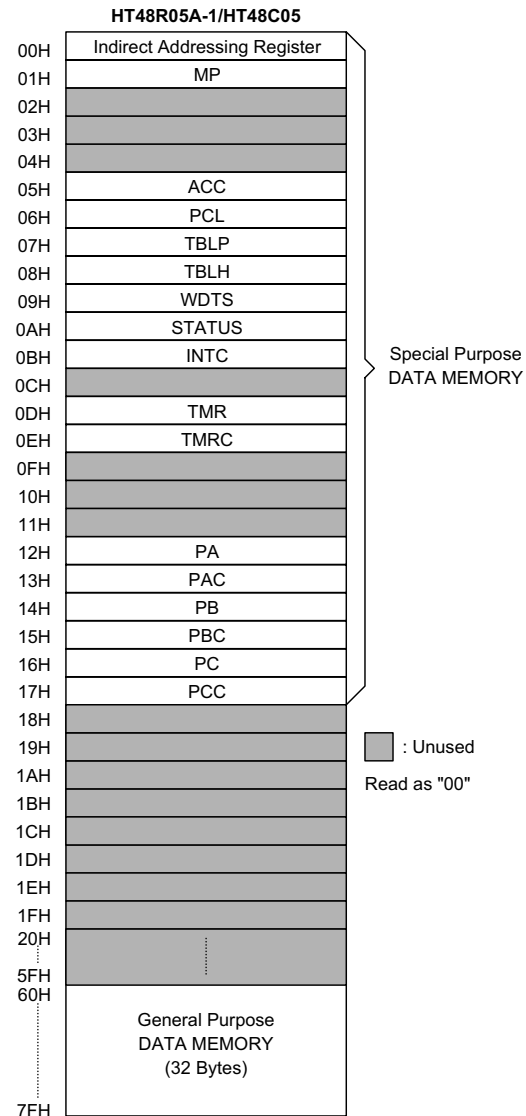 HT48R05A-1/HT48C05
00H Indirect Addressing Register
01H MP
02H
03H
04H
05H ACC
06H PCL
07H TBLP
08H TBLH
09H WDTS
0AH STATUS
0BH INTC
0CH
0DH TMR
0EH TMRC
0FH
10H
11H
12H PA
13H PAC
14H PB
15H PBC
16H PC
17H PCC
Special Purpose
DATA MEMORY
18H
19H
1AH
1BH
1CH
1DH
1EH
1FH
20H
5FH
60H
General Purpose
DATA MEMORY
(32 Bytes)
7FH
: Unused
Read as "00"